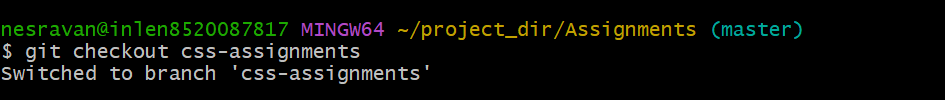 nesravan@inlen8520087817 MINGW64 ~/project_dir/Assignments (master)
$ git checkout css-assignments
Switched to branch 'css-assignments'